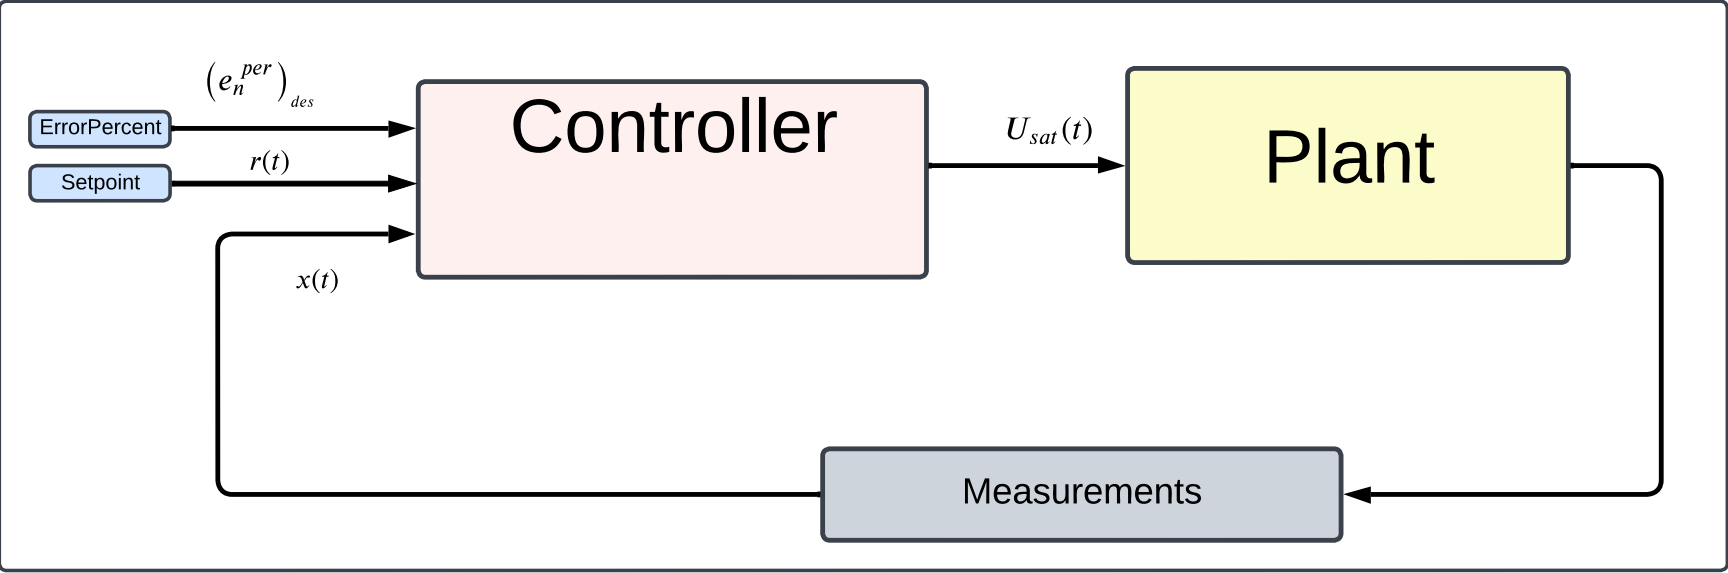 (e_n^per)_des
ErrorPercent
Controller
r(t)
Setpoint
x(t)
U_sat(t)
Plant
Measurements